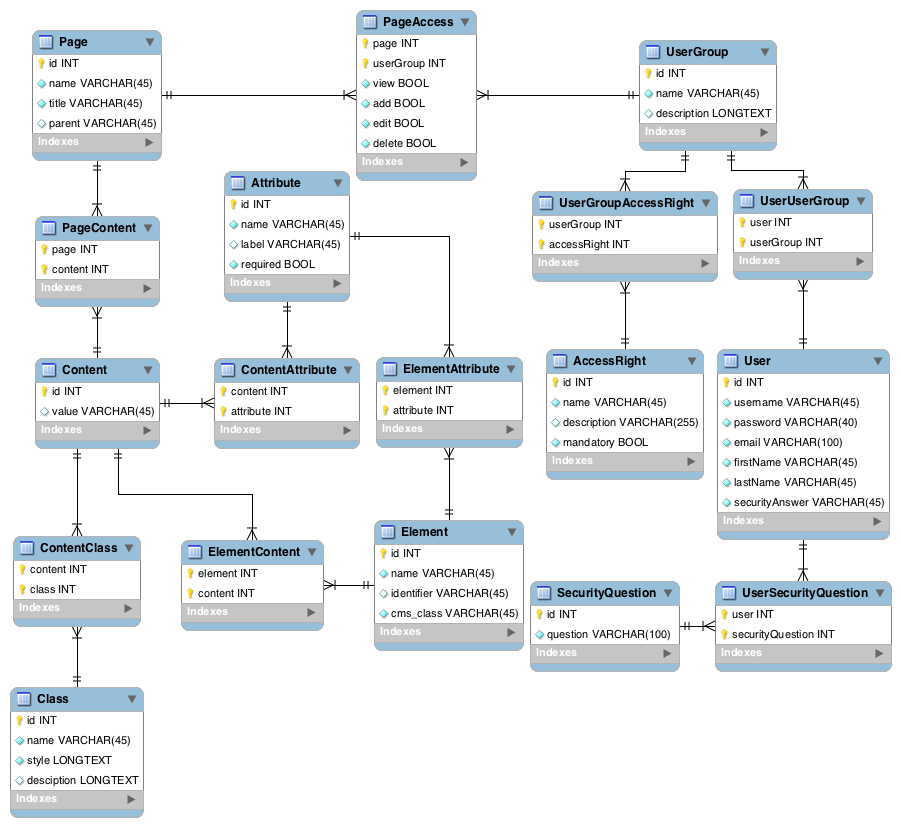 Page
id INT
name VARCHAR(45)
title VARCHAR(45)
parent VARCHAR(45)
Indexes
PageAccess
page INT
userGroup INT
view BOOL
add BOOL
edit BOOL
delete BOOL
Indexes
UserGroup
id INT
name VARCHAR(45)
description LONGTEXT
Indexes
Attribute
id INT
name VARCHAR(45)
label VARCHAR(45)
required BOOL
Indexes
UserGroupAccessRight
userGroup INT
accessRight INT
Indexes
UserUserGroup
user INT
userGroup INT
Indexes
PageContent
page INT
content INT
Indexes
Content
id INT
value VARCHAR(45)
Indexes
ContentAttribute
content INT
attribute INT
Indexes
ElementAttribute
element INT
attribute INT
Indexes
AccessRight
id INT
name VARCHAR(45)
description VARCHAR(255)
mandatory BOOL
Indexes
User
id INT
username VARCHAR(45)
password VARCHAR(40)
email VARCHAR(100)
firstName VARCHAR(45)
lastName VARCHAR(45)
securityAnswer VARCHAR(45)
Indexes
ContentClass
content INT
class INT
Indexes
ElementContent
element INT
content INT
Indexes
Element
id INT
name VARCHAR(45)
identifier VARCHAR(45)
cms_class VARCHAR(45)
Indexes
SecurityQuestion
id INT
question VARCHAR(100)
Indexes
UserSecurityQuestion
user INT
securityQuestion INT
Indexes
Class
id INT
name VARCHAR(45)
style LONGTEXT
desciption LONGTEXT
Indexes